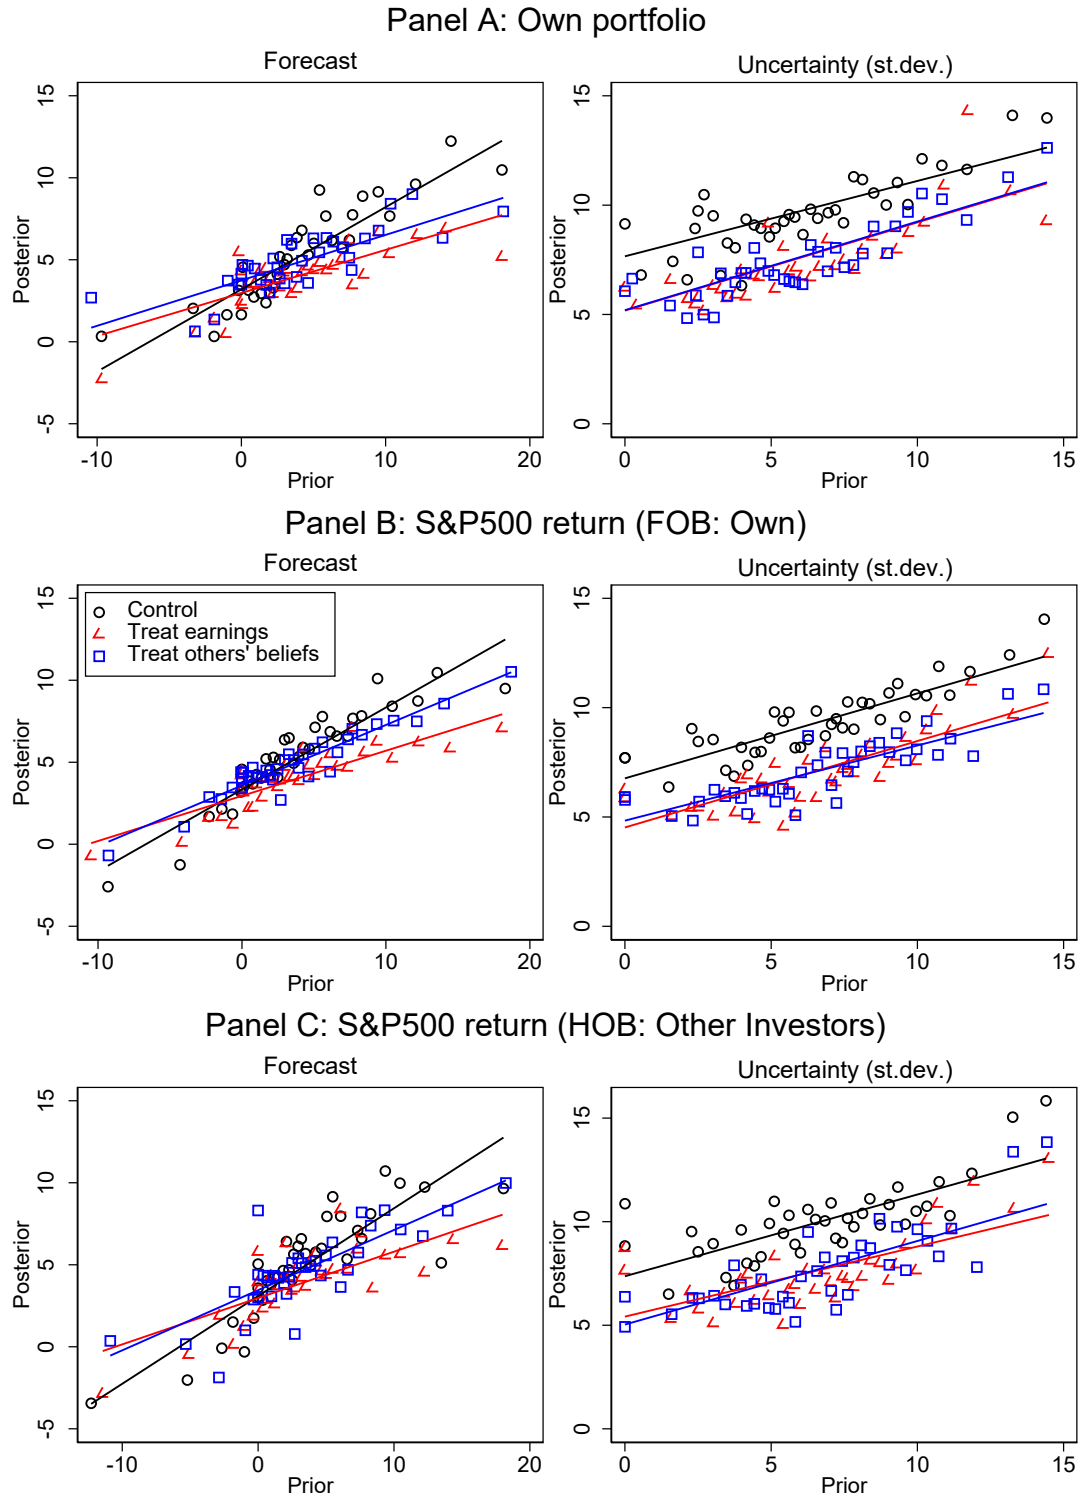 Panel A: Own portfolio
Forecast
Uncertainty (st.dev.)
Posterior
15
10
5
0
-5
-10
0
10
20
Prior
Posterior
15
10
5
0
0
5
10
15
Prior
Panel B: S&P500 return (FOB: Own)
Forecast
Uncertainty (st.dev.)
Control
Treat earnings
Treat others' beliefs
Posterior
15
10
5
0
-5
-10
0
10
20
Prior
Posterior
15
10
5
0
0
5
10
15
Prior
Panel C: S&P500 return (HOB: Other Investors)
Forecast
Uncertainty (st.dev.)
Posterior
15
10
5
0
-5
-10
0
10
20
Prior
Posterior
15
10
5
0
0
5
10
15
Prior